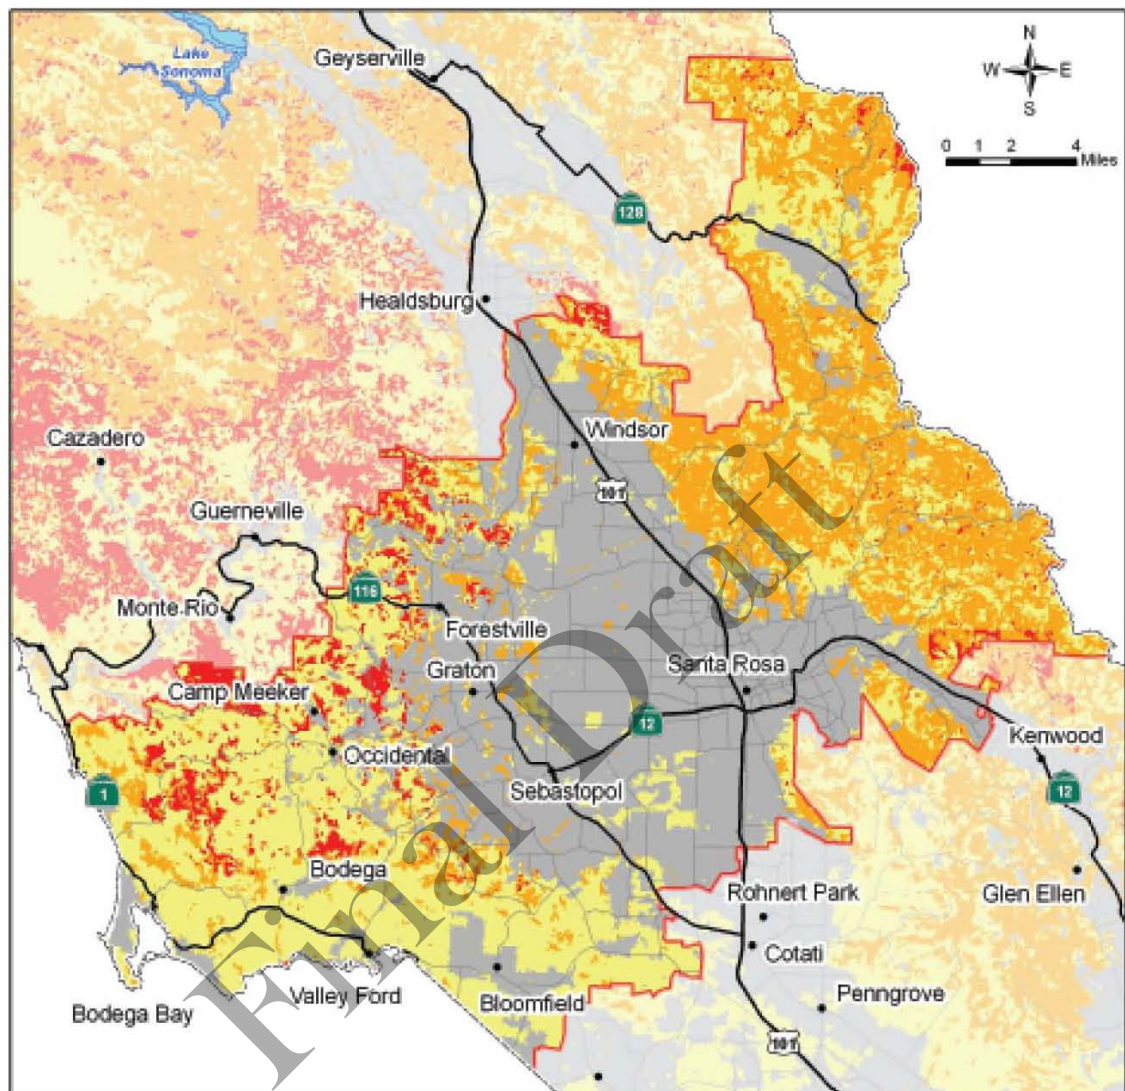 Lake
Sonoma
Geyserville
N
W E
S
0 1 2 4
Miles
128
Healdsburg
Windsor
Cazadero
101
Guerneville
116
Monte Rio
Forestville
Graton
Santa Rosa
Camp Meeker
12
Kenwood
Occidental
Sebastopol
1
12
Bodega
Rohnert Park
Glen Ellen
Cotati
Valley Ford
Bloomfield
Penngrove
Bodega Bay
101
Final Draft